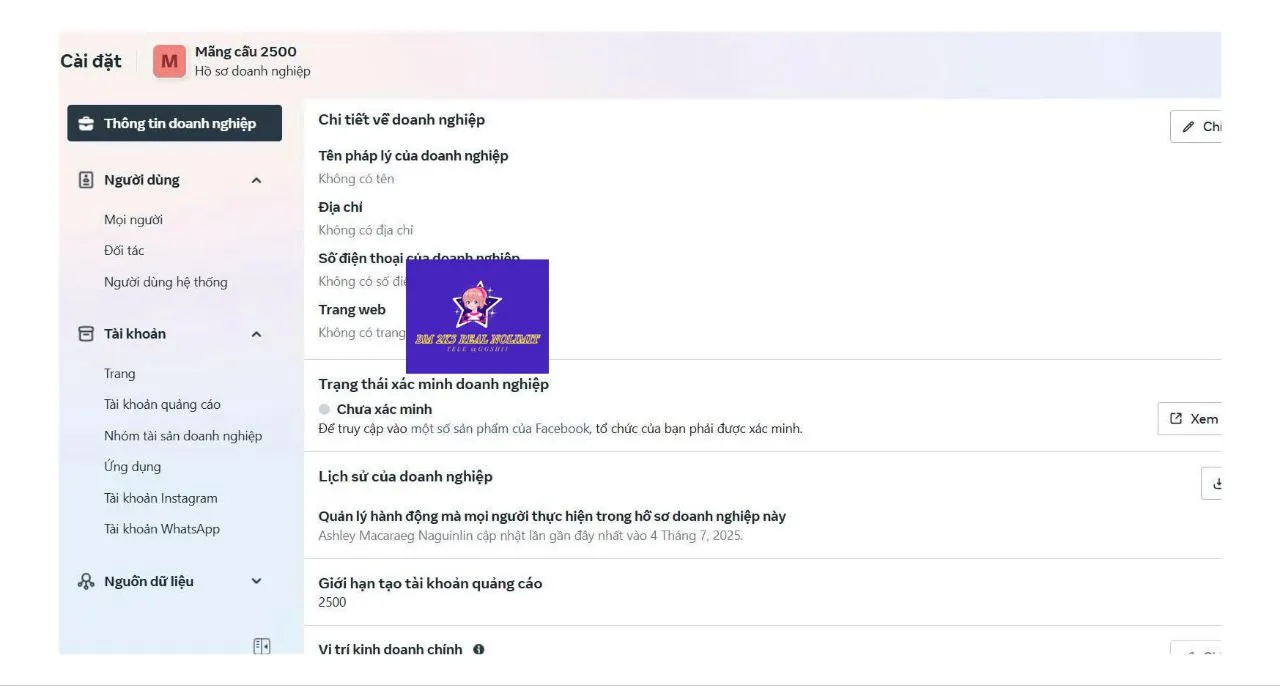 Cài đặt
M
Mãng cầu 2500
Hồ sơ doanh nghiệp
Thông tin doanh nghiệp
Người dùng
Mọi người
Đối tác
Người dùng hệ thống
Tài khoản
Trang
Tài khoản quảng cáo
Nhóm tài sản doanh nghiệp
Ứng dụng
Tài khoản Instagram
Tài khoản WhatsApp
Nguồn dữ liệu
Chi tiết về doanh nghiệp
Chi
Tên pháp lý của doanh nghiệp
Không có tên
Địa chỉ
Không có địa chỉ
Số điện thoại của doanh nghiệp
Không có số
Trang web
Không có trang
BM 2K5 REAL NOLIMIT
TELE @GGSHIT
Trạng thái xác minh doanh nghiệp
Chưa xác minh
Để truy cập vào một số sản phẩm của Facebook, tổ chức của bạn phải được xác minh.
Xem
Lịch sử của doanh nghiệp
Quản lý hành động mà mọi người thực hiện trong hồ sơ doanh nghiệp này
Ashley Macaraeg Naguinlin cập nhật lần gần đây nhất vào 4 Tháng 7, 2025.
Giới hạn tạo tài khoản quảng cáo
2500
Vị trí kinh doanh chính